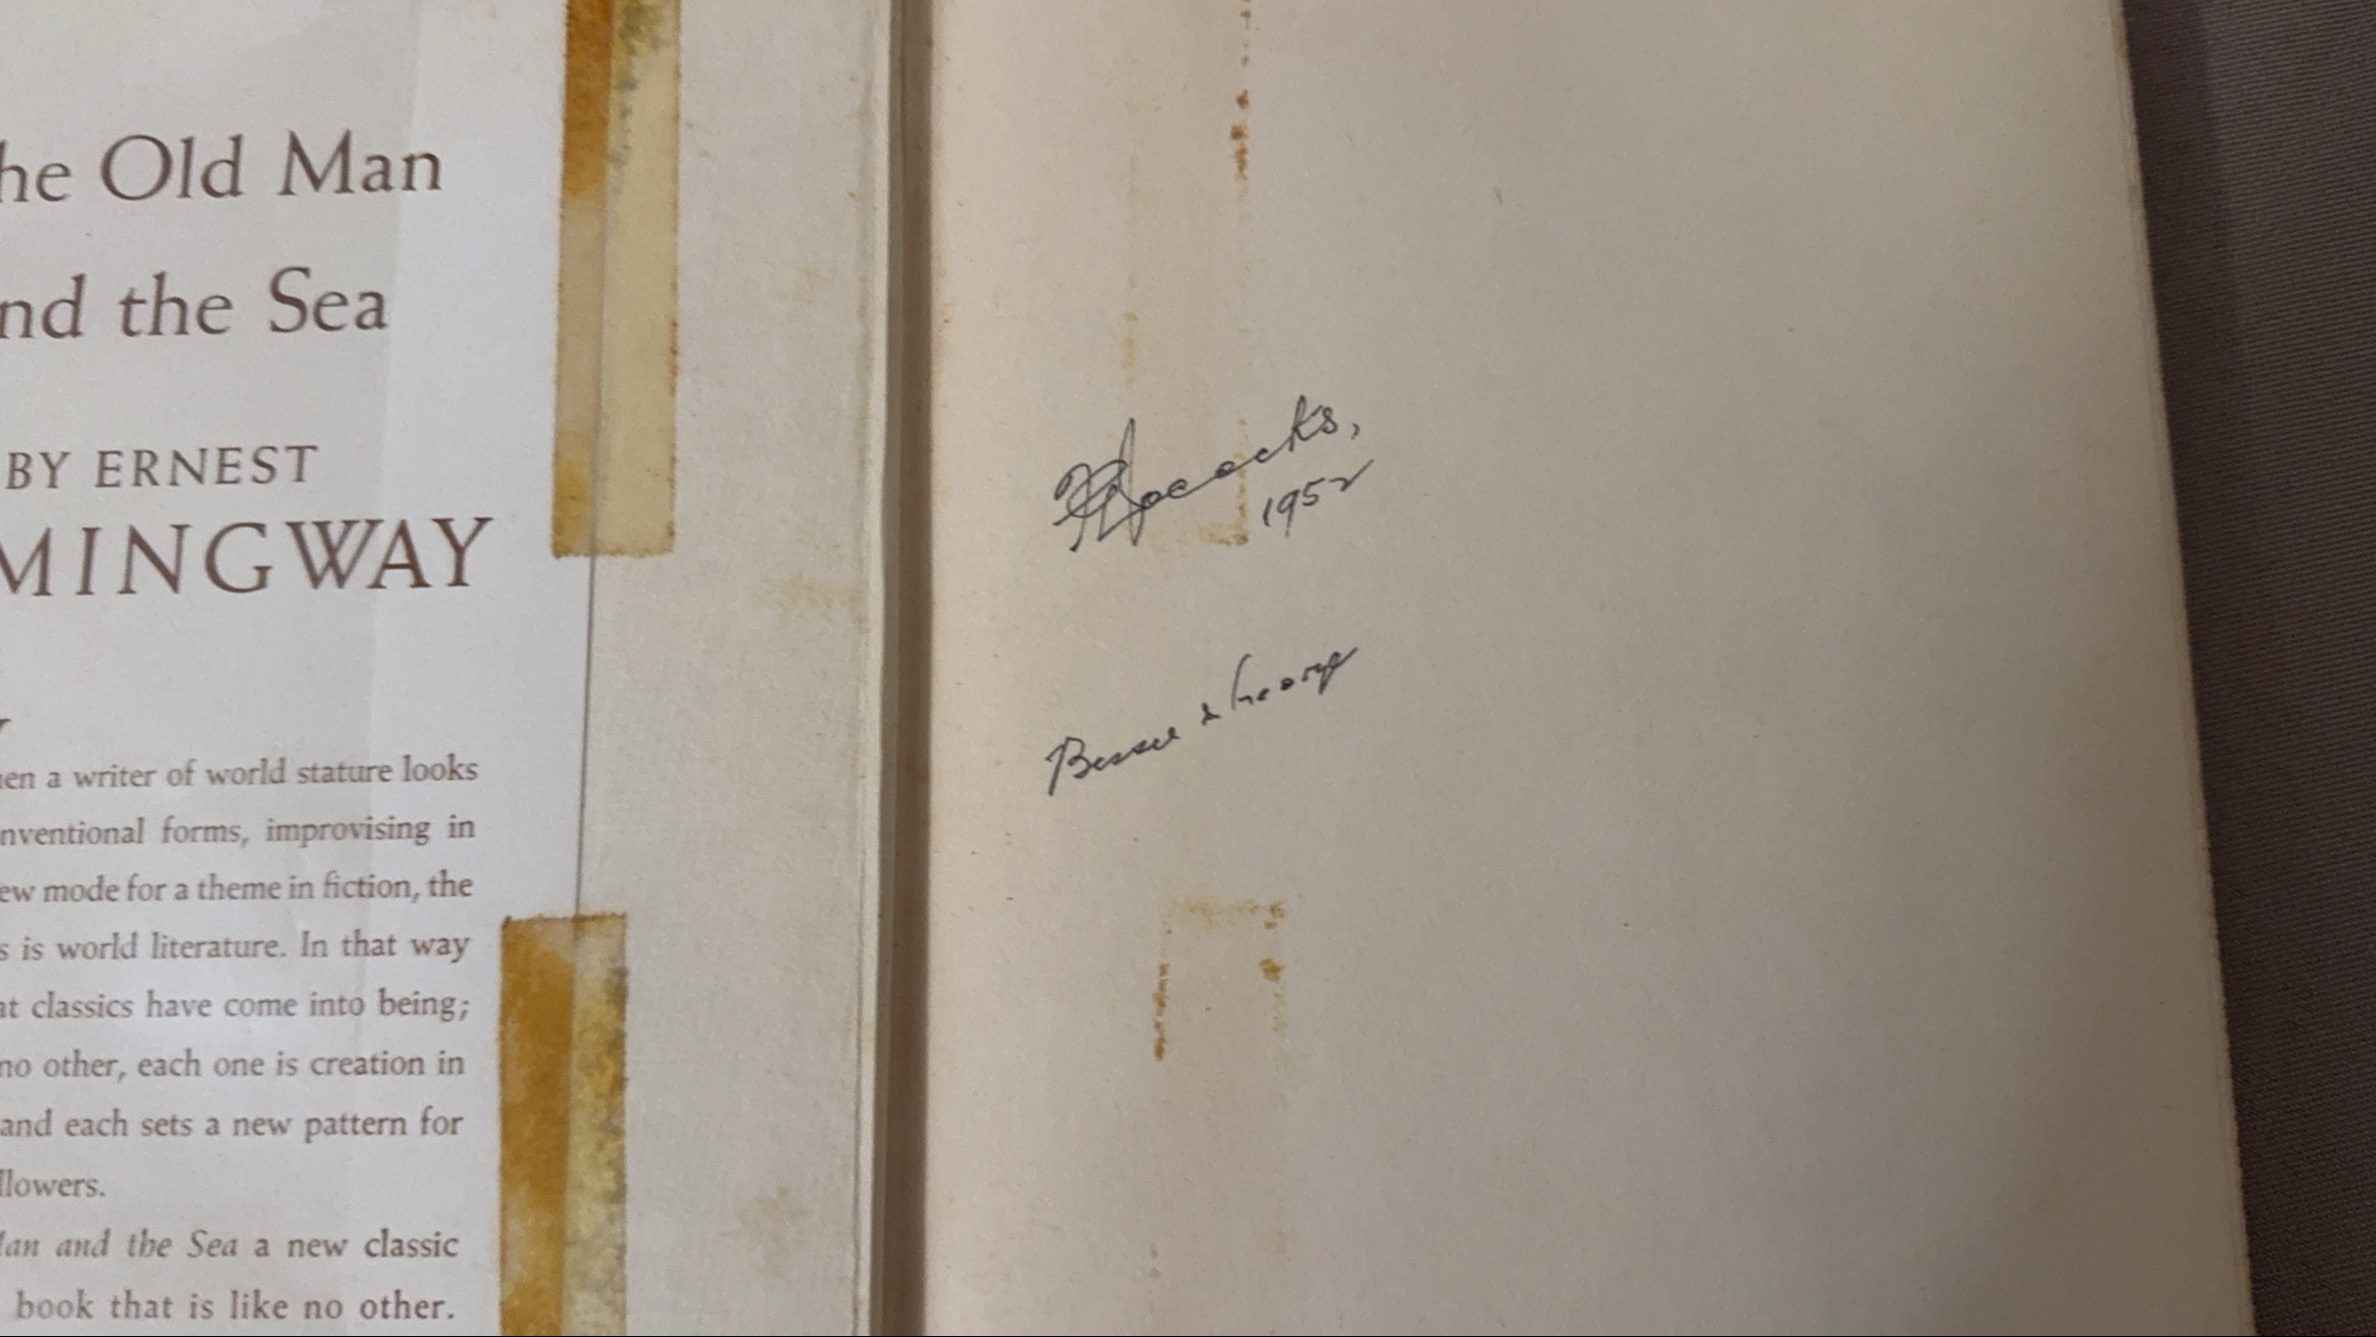 he Old Man
nd the Sea
BY ERNEST
MINGWAY
en a writer of world stature looks
nventional forms, improvising in
ew mode for a theme in fiction, the
s is world literature. In that way
at classics have come into being;
no other, each one is creation in
and each sets a new pattern for
llowers.
Man and the Sea a new classic
book that is like no other.
1952
Bessie & George